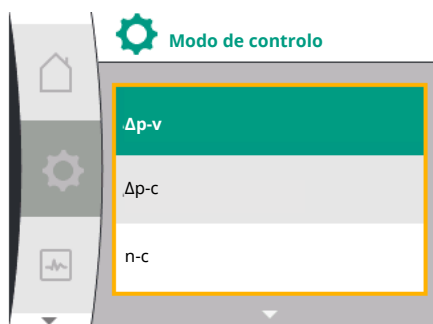 Modo de controlo
Δp-v
Δp-c
n-c